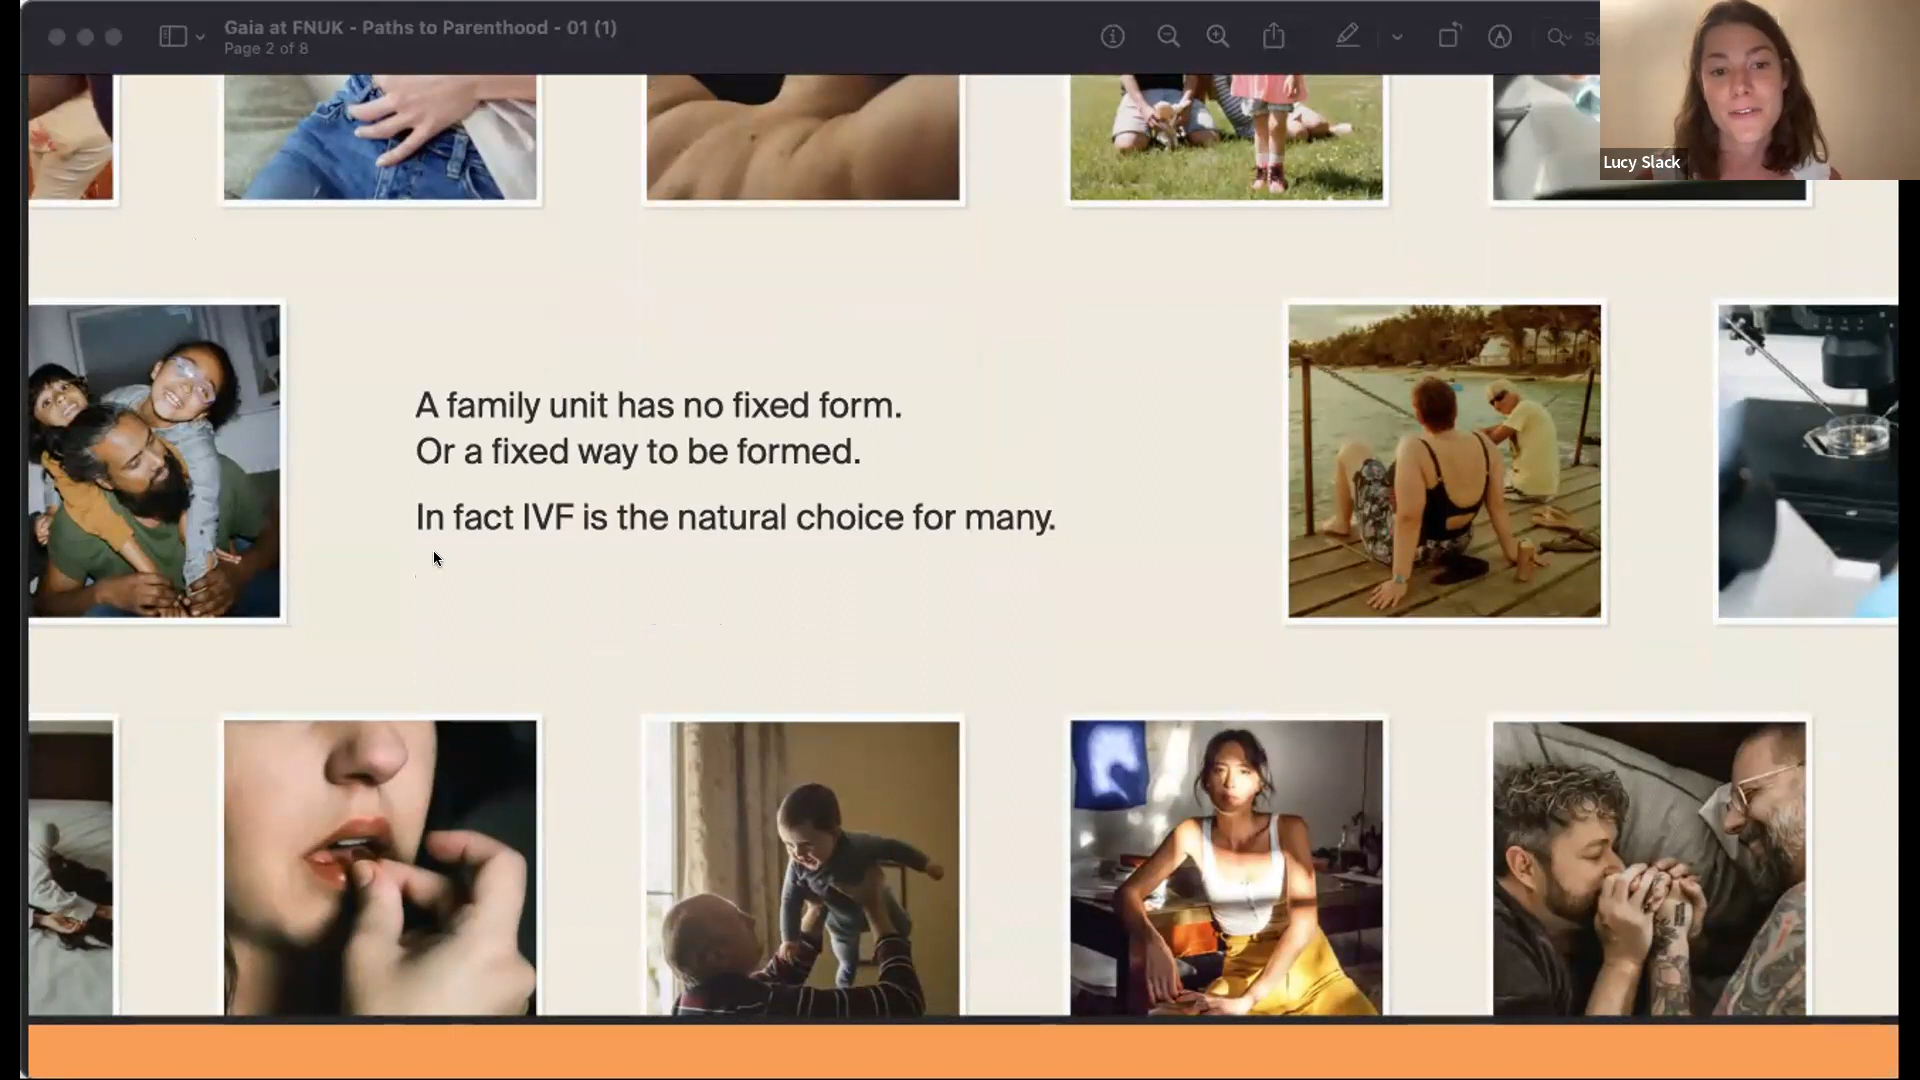 Gaia at FNUK - Paths to Parenthood - 01 (1)
Page 2 of 8
Lucy Slack
A family unit has no fixed form.
Or a fixed way to be formed.
In fact IVF is the natural choice for many.